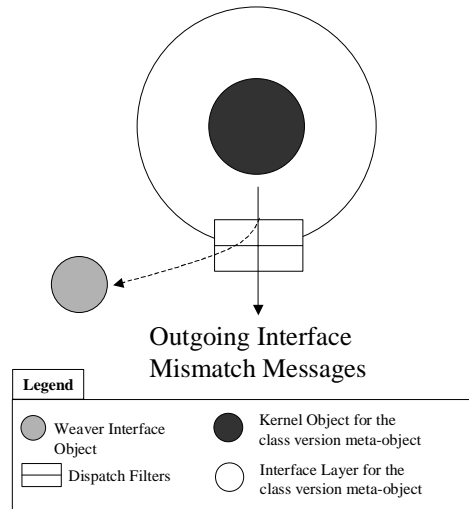 Outgoing Interface
Mismatch Messages
Legend
Weaver Interface
Object
Kernel Object for the
class version meta-object
Dispatch Filters
Interface Layer for the
class version meta-object